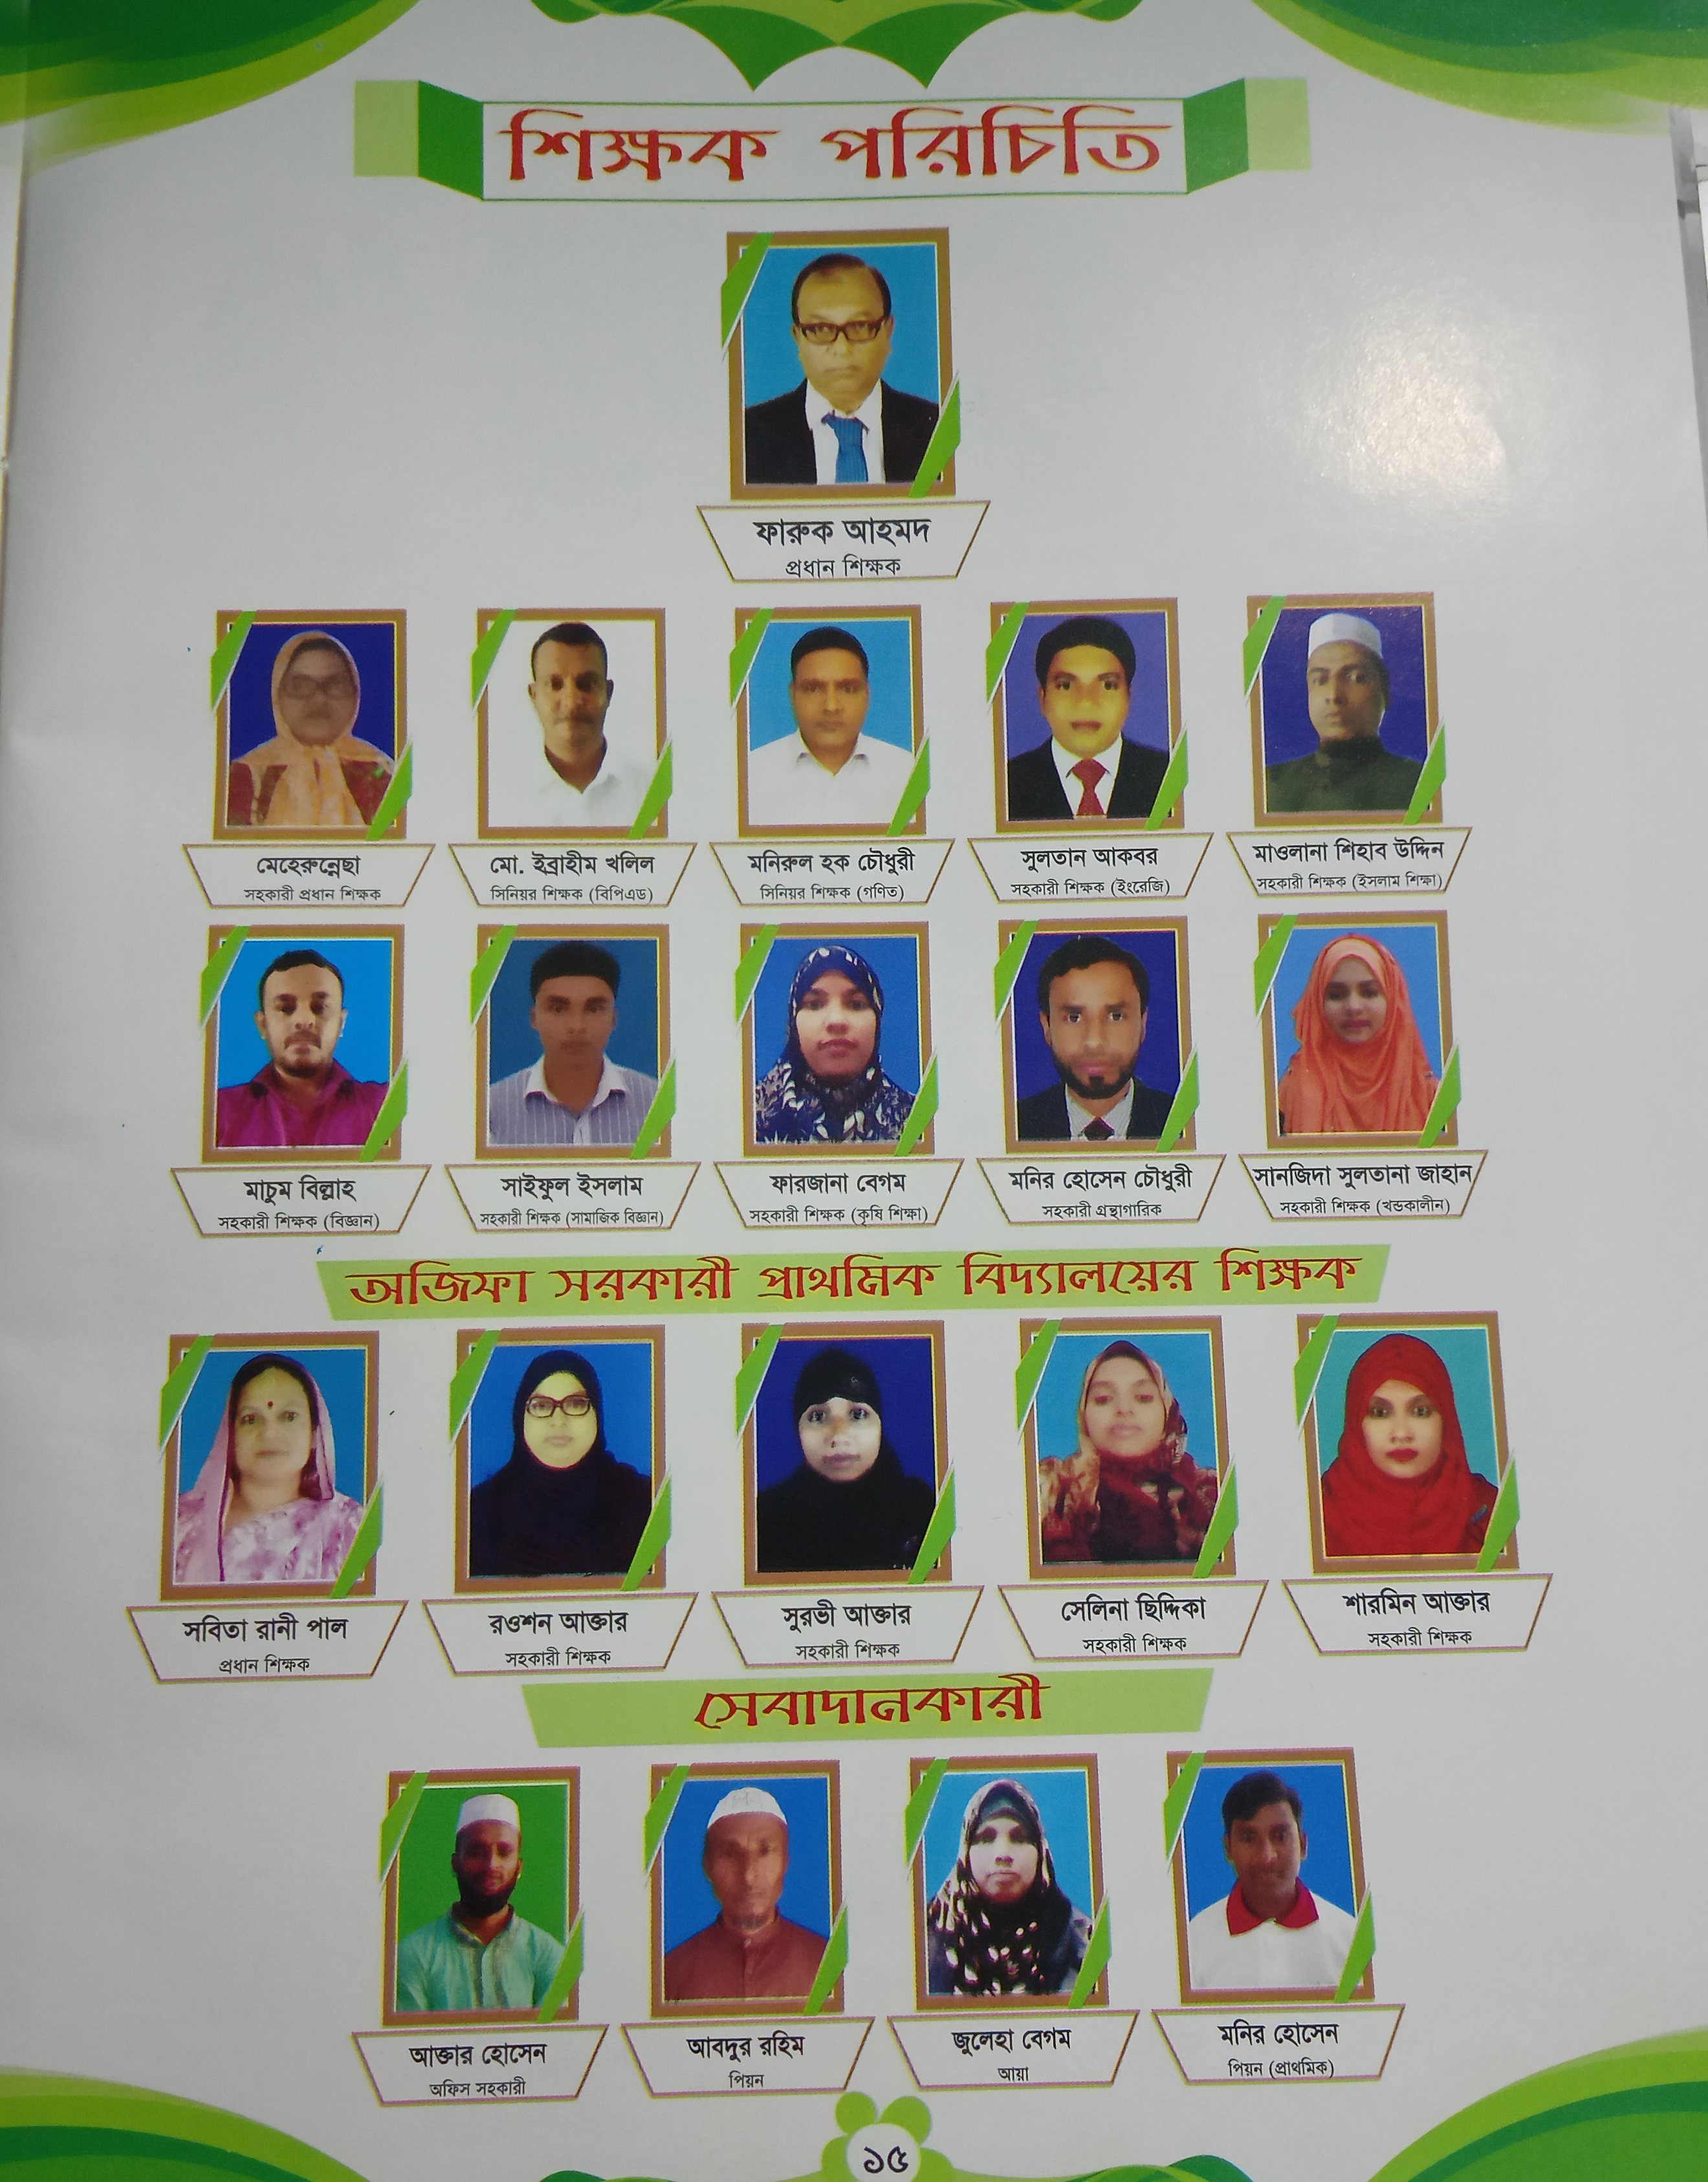 শিক্ষক পরিচিতি
ফারুক আহমদ
প্রধান শিক্ষক
মেহেরুন্নেছা
সহকারী প্রধান শিক্ষক
মো. ইব্রাহীম খলিল
সিনিয়র শিক্ষক (বিপিএড)
মনিরুল হক চৌধুরী
সিনিয়র শিক্ষক (গণিত)
সুলতান আকবর
সহকারী শিক্ষক (ইংরেজি)
মাওলানা শিহাব উদ্দিন
সহকারী শিক্ষক (ইসলাম শিক্ষা)
মাচুম বিল্লাহ
সহকারী শিক্ষক (বিজ্ঞান)
সাইফুল ইসলাম
সহকারী শিক্ষক (সামাজিক বিজ্ঞান)
ফারজানা বেগম
সহকারী শিক্ষক (কৃষি শিক্ষা)
মনির হোসেন চৌধুরী
সহকারী গ্রন্থাগারিক
সানজিদা সুলতানা জাহান
সহকারী শিক্ষক (খন্ডকালীন)
অজিফা সরকারী প্রাথমিক বিদ্যালয়ের শিক্ষক
সবিতা রানী পাল
প্রধান শিক্ষক
রওশন আক্তার
সহকারী শিক্ষক
সুরভী আক্তার
সহকারী শিক্ষক
সেলিনা ছিদ্দিকা
সহকারী শিক্ষক
শারমিন আক্তার
সহকারী শিক্ষক
সেবাদানকারী
আক্তার হোসেন
অফিস সহকারী
আবদুর রহিম
পিয়ন
জুলেহা বেগম
আয়া
মনির হোসেন
পিয়ন (প্রাথমিক)
১৫